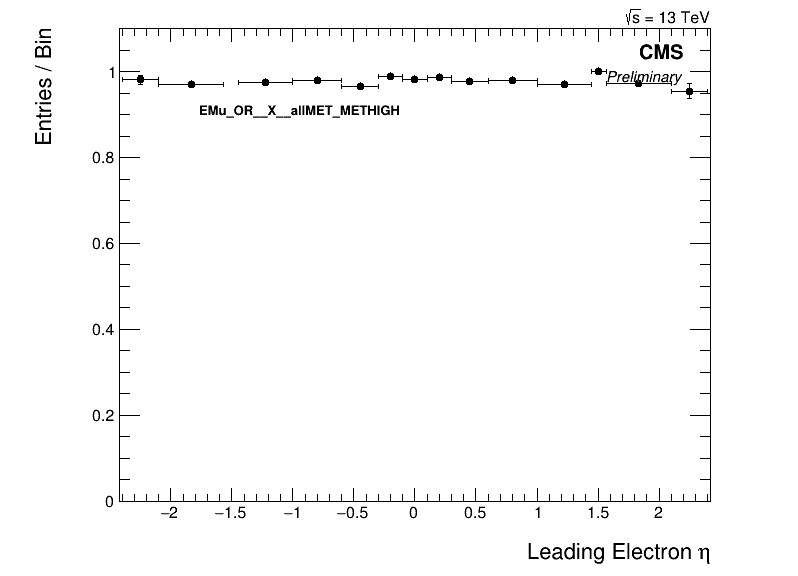 √s = 13 TeV
Entries / Bin
CMS
Preliminary
EMu_OR__X__allMET_METHIGH
1
0.8
0.6
0.4
0.2
0
−2 −1.5 −1 −0.5 0 0.5 1 1.5 2
Leading Electron η